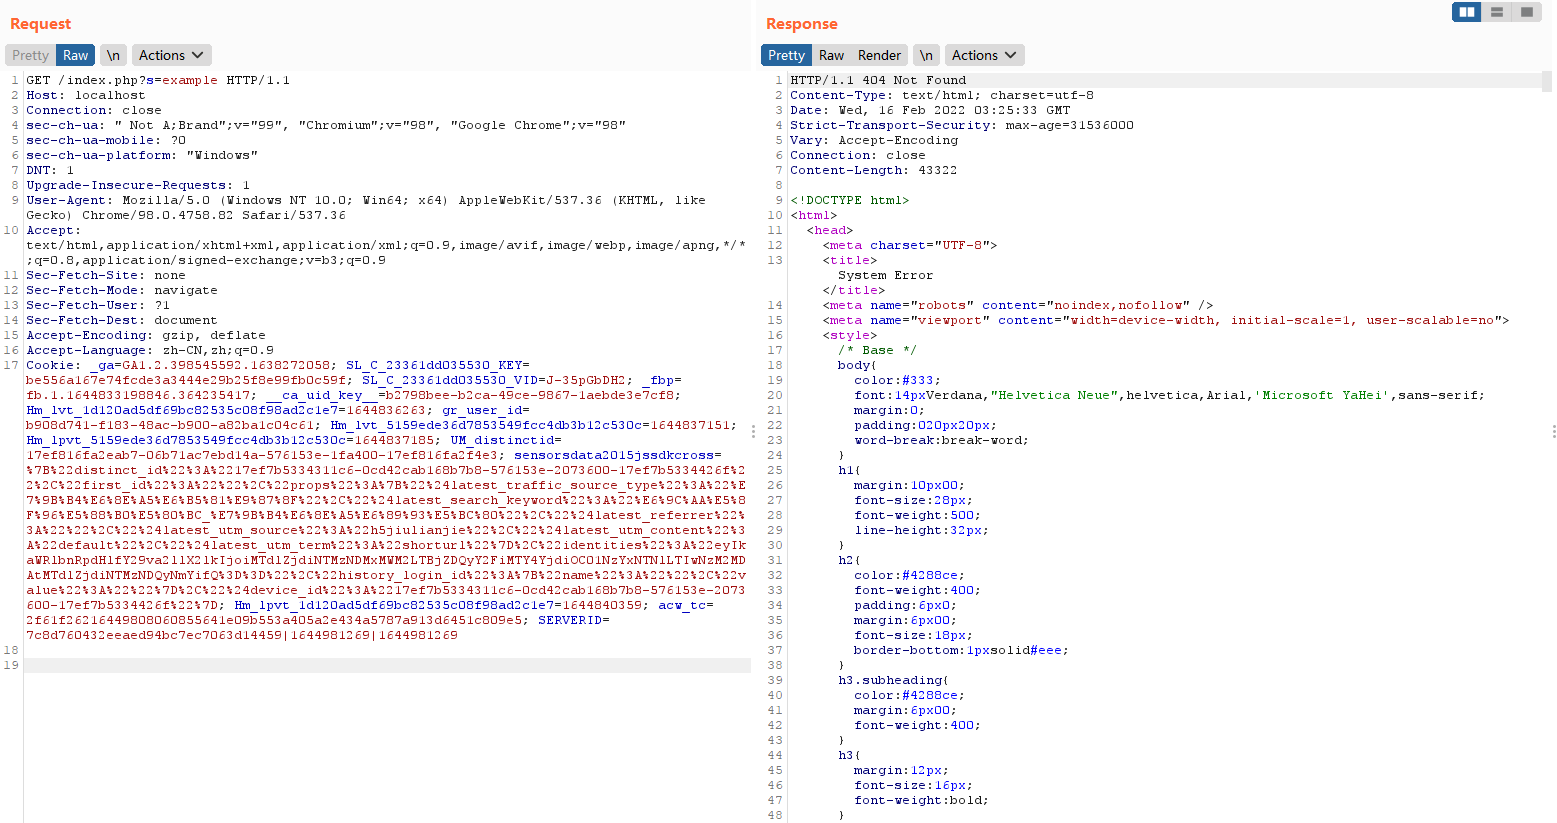 Request
Pretty Raw \n Actions
1 GET /index.php?s=example HTTP/1.1
2 Host: localhost
3 Connection: close
4 sec-ch-ua: " Not A;Brand";v="99", "Chromium";v="98", "Google Chrome";v="98"
5 sec-ch-ua-mobile: ?0
6 sec-ch-ua-platform: "Windows"
7 DNT: 1
8 Upgrade-Insecure-Requests: 1
9 User-Agent: Mozilla/5.0 (Windows NT 10.0; Win64; x64) AppleWebKit/537.36 (KHTML, like
Gecko) Chrome/98.0.4758.82 Safari/537.36
10 Accept:
text/html,application/xhtml+xml,application/xml;q=0.9,image/avif,image/webp,image/apng,*/*
;q=0.8,application/signed-exchange;v=b3;q=0.9
11 Sec-Fetch-Site: none
12 Sec-Fetch-Mode: navigate
13 Sec-Fetch-User: ?1
14 Sec-Fetch-Dest: document
15 Accept-Encoding: gzip, deflate
16 Accept-Language: zh-CN,zh;q=0.9
17 Cookie: _ga=GA1.2.398545592.1638272058; SL_C_23361dd035530_KEY=
be556a167e74fcde3a3444e29b25f8e99fb0c59f; SL_C_23361dd035530_VID=J-35pGbDH2; _fbp=
fb.1.1644833198846.364235417; __ca_uid_key__=b2798bee-b2ca-49ce-9867-1aebde3e7cf8;
Hm_lvt_1d120ad5df69bc82535c08f98ad2c1e7=1644836263; gr_user_id=
b908d741-f183-48ac-b900-a82ba1c04c61; Hm_lvt_5159ede36d7853549fcc4db3b12c530c=1644837151;
Hm_lpvt_5159ede36d7853549fcc4db3b12c530c=1644837185; UM_distinctid=
17ef816fa2eab7-06b71ac7ebd14a-576153e-1fa400-17ef816fa2f4e3; sensorsdata2015jssdkcross=
%7B%22distinct_id%22%3A%2217ef7b5334311c6-0cd42cab168b7b8-576153e-2073600-17ef7b5334426f%2
2%2C%22first_id%22%3A%22%22%2C%22props%22%3A%7B%22%24latest_traffic_source_type%22%3A%22%E
7%9B%B4%E6%8E%A5%E6%B5%81%E9%87%8F%22%2C%22%24latest_search_keyword%22%3A%22%E6%9C%AA%E5%8
F%96%E5%88%B0%E5%80%BC_%E7%9B%B4%E6%8E%A5%E6%89%93%E5%BC%80%22%2C%22%24latest_referrer%22%
3A%22%22%2C%22%24latest_utm_source%22%3A%22h5jiulianjie%22%2C%22%24latest_utm_content%22%3
A%22default%22%2C%22%24latest_utm_term%22%3A%22shorturl%22%7D%2C%22identities%22%3A%22eyIk
aWRlbnRpdHlfY29va2llX2lkIjoiMTdlZjdiNTMzNDMxMWM2LTBjZDQyY2FiMTY4YjdiOC01NzYxNTNlLTIwNzM2MD
AtMTdlZjdiNTMzNDQyNmYifQ%3D%3D%22%2C%22history_login_id%22%3A%7B%22name%22%3A%22%22%2C%22v
alue%22%3A%22%22%7D%2C%22%24device_id%22%3A%2217ef7b5334311c6-0cd42cab168b7b8-576153e-2073
600-17ef7b5334426f%22%7D; Hm_lpvt_1d120ad5df69bc82535c08f98ad2c1e7=1644840359; acw_tc=
2f61f26216449808060855641e09b553a405a2e434a5787a913d6451c809e5; SERVERID=
7c8d760432eeaed94bc7ec7063d14459|1644981269|1644981269
18
19
Response
Pretty Raw Render \n Actions
1 HTTP/1.1 404 Not Found
2 Content-Type: text/html; charset=utf-8
3 Date: Wed, 16 Feb 2022 03:25:33 GMT
4 Strict-Transport-Security: max-age=31536000
5 Vary: Accept-Encoding
6 Connection: close
7 Content-Length: 43322
8
9 <!DOCTYPE html>
10 <html>
11 <head>
12 <meta charset="UTF-8">
13 <title>
System Error
</title>
14 <meta name="robots" content="noindex,nofollow" />
15 <meta name="viewport" content="width=device-width, initial-scale=1, user-scalable=no">
16 <style>
17 /* Base */
18 body{
19 color:#333;
20 font:14pxVerdana,"Helvetica Neue",helvetica,Arial,'Microsoft YaHei',sans-serif;
21 margin:0;
22 padding:020px20px;
23 word-break:break-word;
24 }
25 h1{
26 margin:10px00;
27 font-size:28px;
28 font-weight:500;
29 line-height:32px;
30 }
31 h2{
32 color:#4288ce;
33 font-weight:400;
34 padding:6px0;
35 margin:6px00;
36 font-size:18px;
37 border-bottom:1pxsolid#eee;
38 }
39 h3.subheading{
40 color:#4288ce;
41 margin:6px00;
42 font-weight:400;
43 }
44 h3{
45 margin:12px;
46 font-size:16px;
47 font-weight:bold;
48 }